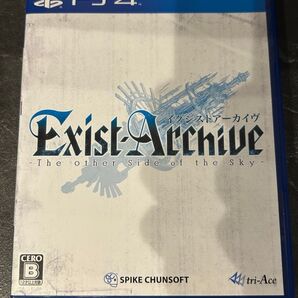 PS4
イグジストアーカイヴ
Exist Archive
-The other Side of the Sky-
CERO
B
SPIKE CHUNSOFT
tri-Ace